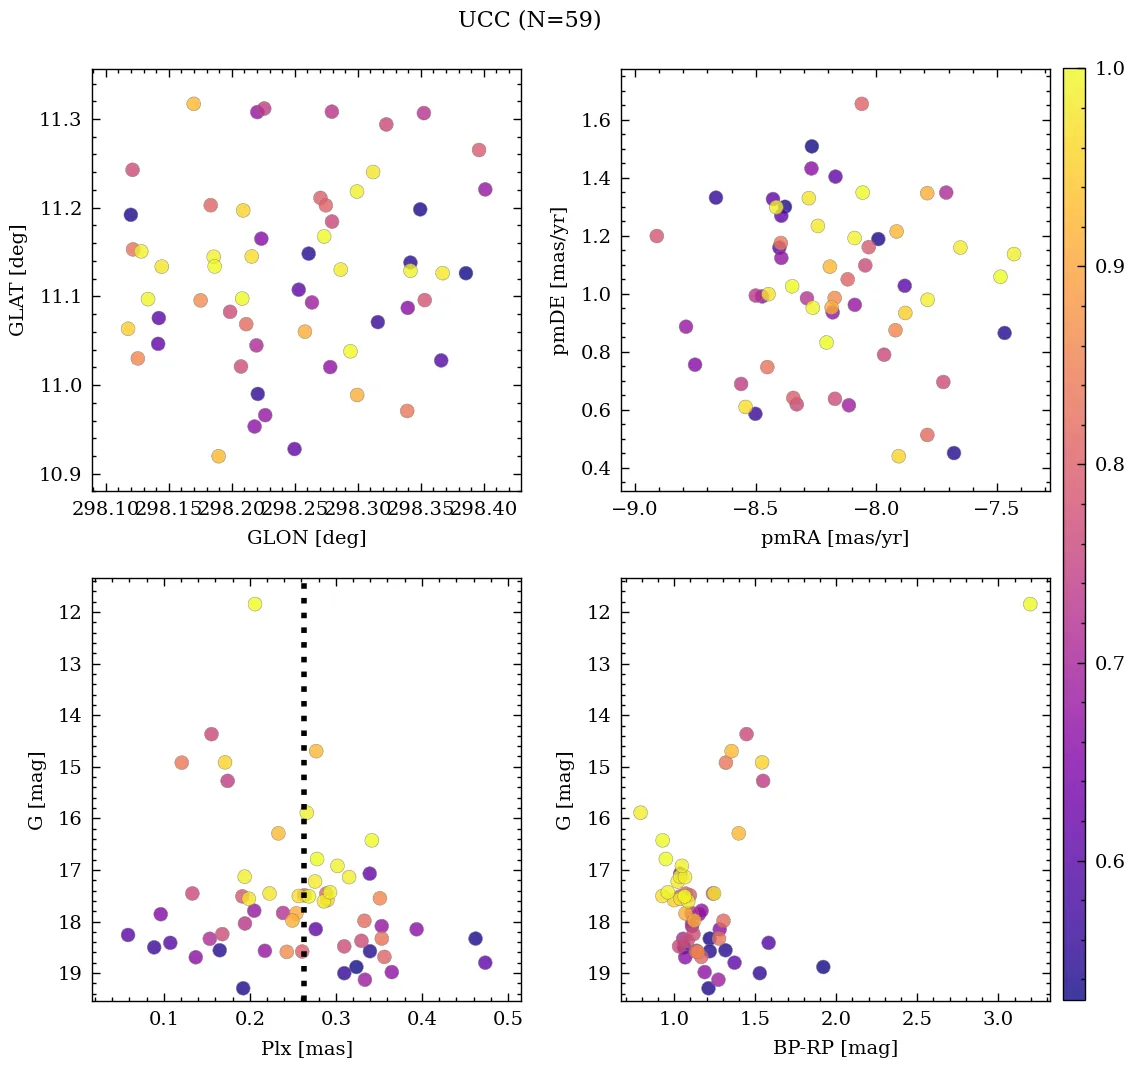 UCC (N=59)
11.3
11.2
11.1
11.0
10.9
GLAT [deg]
298.10 298.15 298.20 298.25 298.30 298.35 298.40
GLON [deg]
1.6
1.4
1.2
1.0
0.8
0.6
0.4
pmDE [mas/yr]
−9.0 −8.5 −8.0 −7.5
pmRA [mas/yr]
12
13
14
15
16
17
18
19
G [mag]
0.1 0.2 0.3 0.4 0.5
Plx [mas]
12
13
14
15
16
17
18
19
G [mag]
1.0 1.5 2.0 2.5 3.0
BP-RP [mag]
1.0
0.9
0.8
0.7
0.6